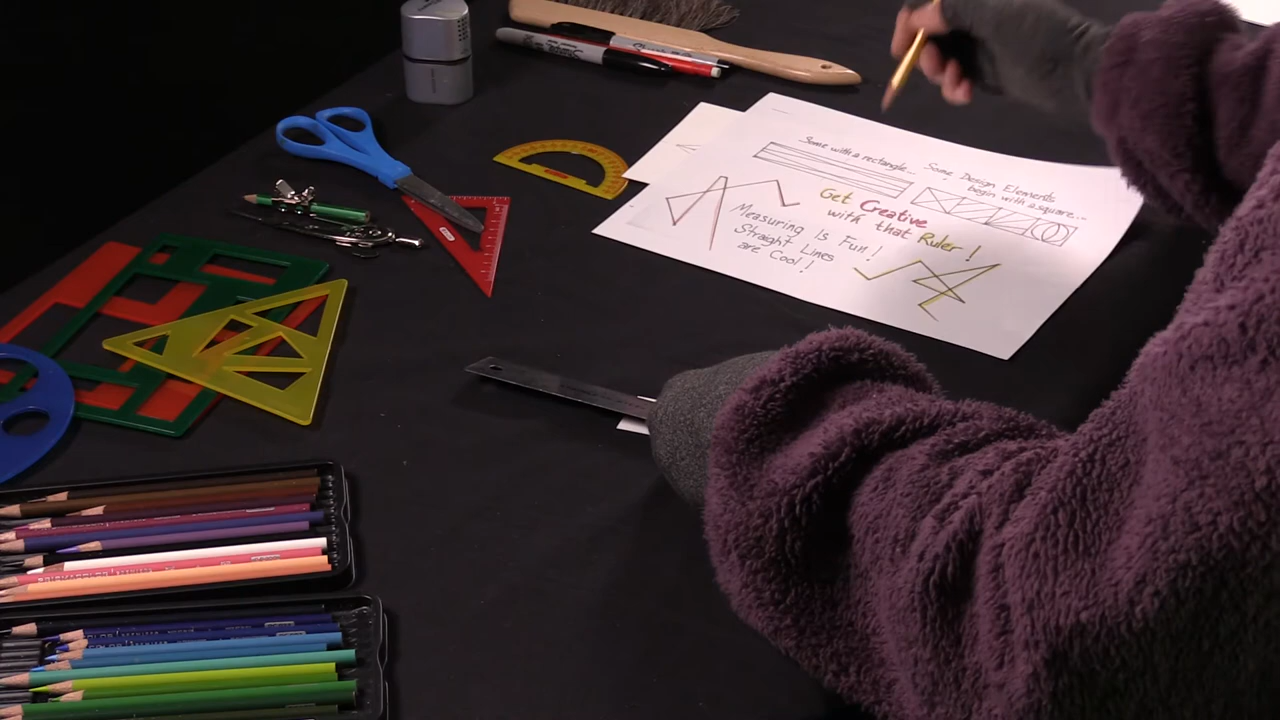 Some with a rectangle...
Some Design Elements
begin with a square...
Get Creative
with that Ruler!
Measuring Is Fun!
Straight Lines
are Cool!
Sharpie